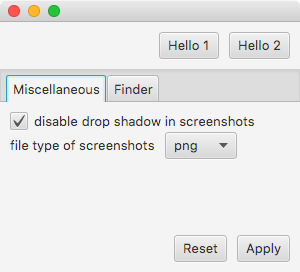 Hello 1 Hello 2
Miscellaneous Finder
disable drop shadow in screenshots
file type of screenshots png
Reset Apply